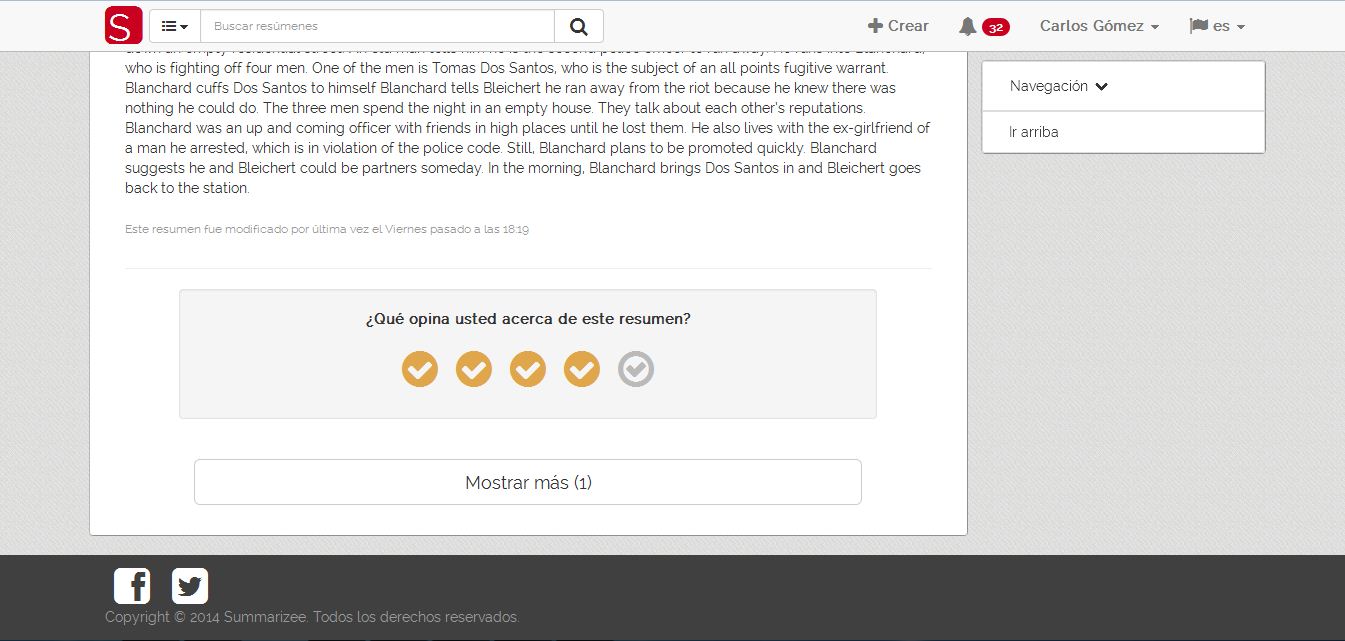 S
Buscar resúmenes
Crear
32
Carlos Gómez
es
who is fighting off four men. One of the men is Tomas Dos Santos, who is the subject of an all points fugitive warrant.
Blanchard cuffs Dos Santos to himself Blanchard tells Bleichert he ran away from the riot because he knew there was
nothing he could do. The three men spend the night in an empty house. They talk about each other's reputations.
Blanchard was an up and coming officer with friends in high places until he lost them. He also lives with the ex-girlfriend of
a man he arrested, which is in violation of the police code. Still, Blanchard plans to be promoted quickly. Blanchard
suggests he and Bleichert could be partners someday. In the morning, Blanchard brings Dos Santos in and Bleichert goes
back to the station.
Este resumen fue modificado por última vez el Viernes pasado a las 18:19
¿Qué opina usted acerca de este resumen?
Mostrar más (1)
Navegación
Ir arriba
Copyright © 2014 Summarizee. Todos los derechos reservados.